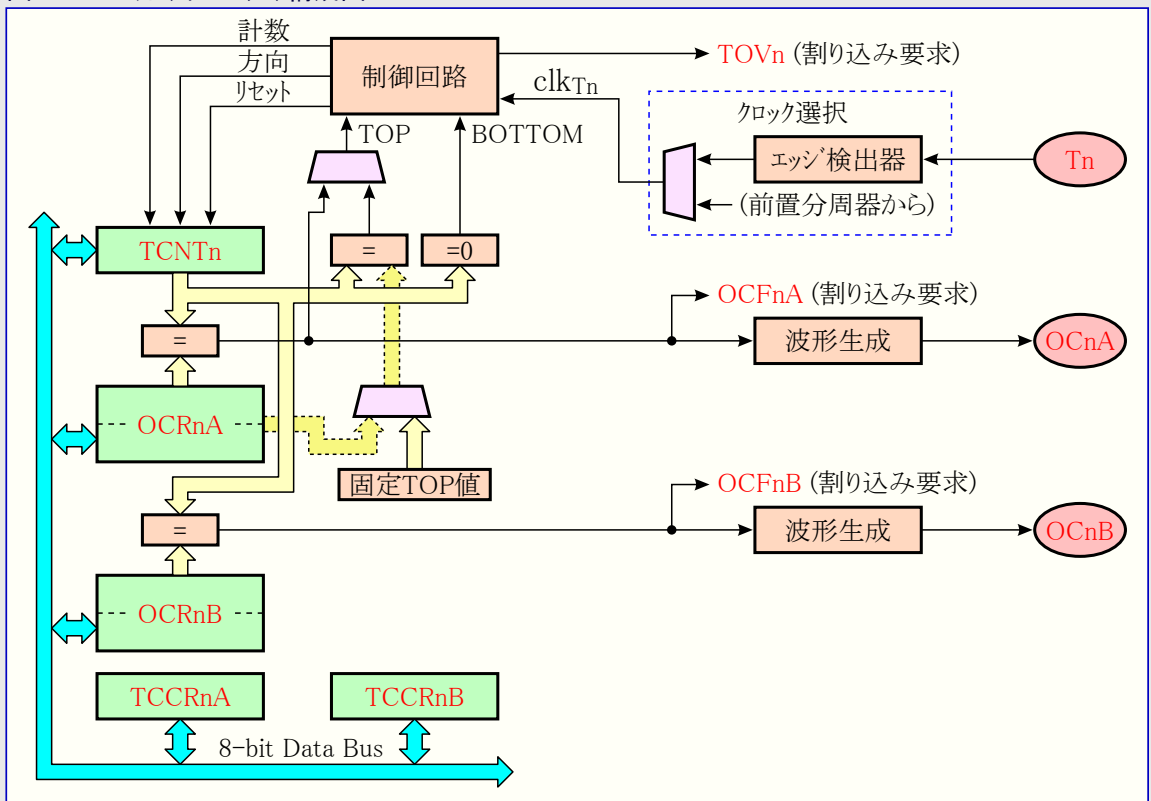 計数
方向
リセット
制御回路
TOVn (割り込み要求)
clkTn
クロック選択
TOP
BOTTOM
エッジ検出器
Tn
(前置分周器から)
TCNTn
=
=0
OCFnA (割り込み要求)
=
波形生成
OCnA
OCRnA
固定TOP値
OCFnB (割り込み要求)
=
波形生成
OCnB
OCRnB
TCCRnA
TCCRnB
8-bit Data Bus